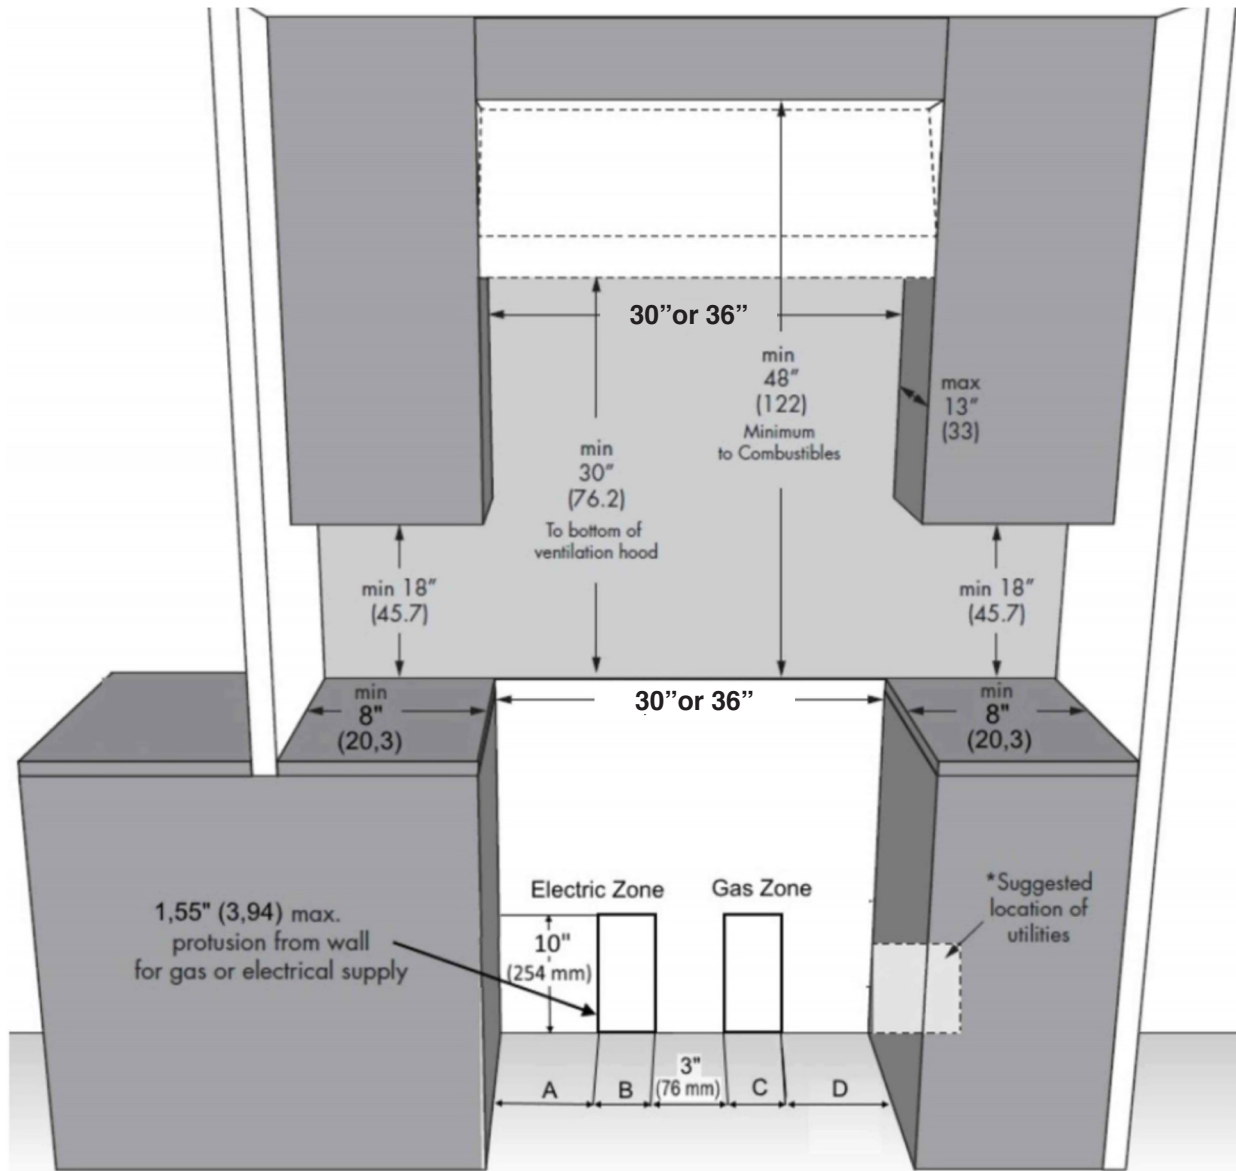 30”or 36”
min
48”
(122)
Minimum
to Combustibles
max
13”
(33)
min
30”
(76.2)
To bottom of
ventilation hood
min 18”
(45.7)
min 18”
(45.7)
min
8"
(20,3)
30”or 36”
min
8"
(20,3)
Electric Zone
Gas Zone
1,55" (3,94) max.
protusion from wall
for gas or electrical supply
10"
(254 mm)
*Suggested
location of
utilities
A
B
3"
(76 mm)
C
D